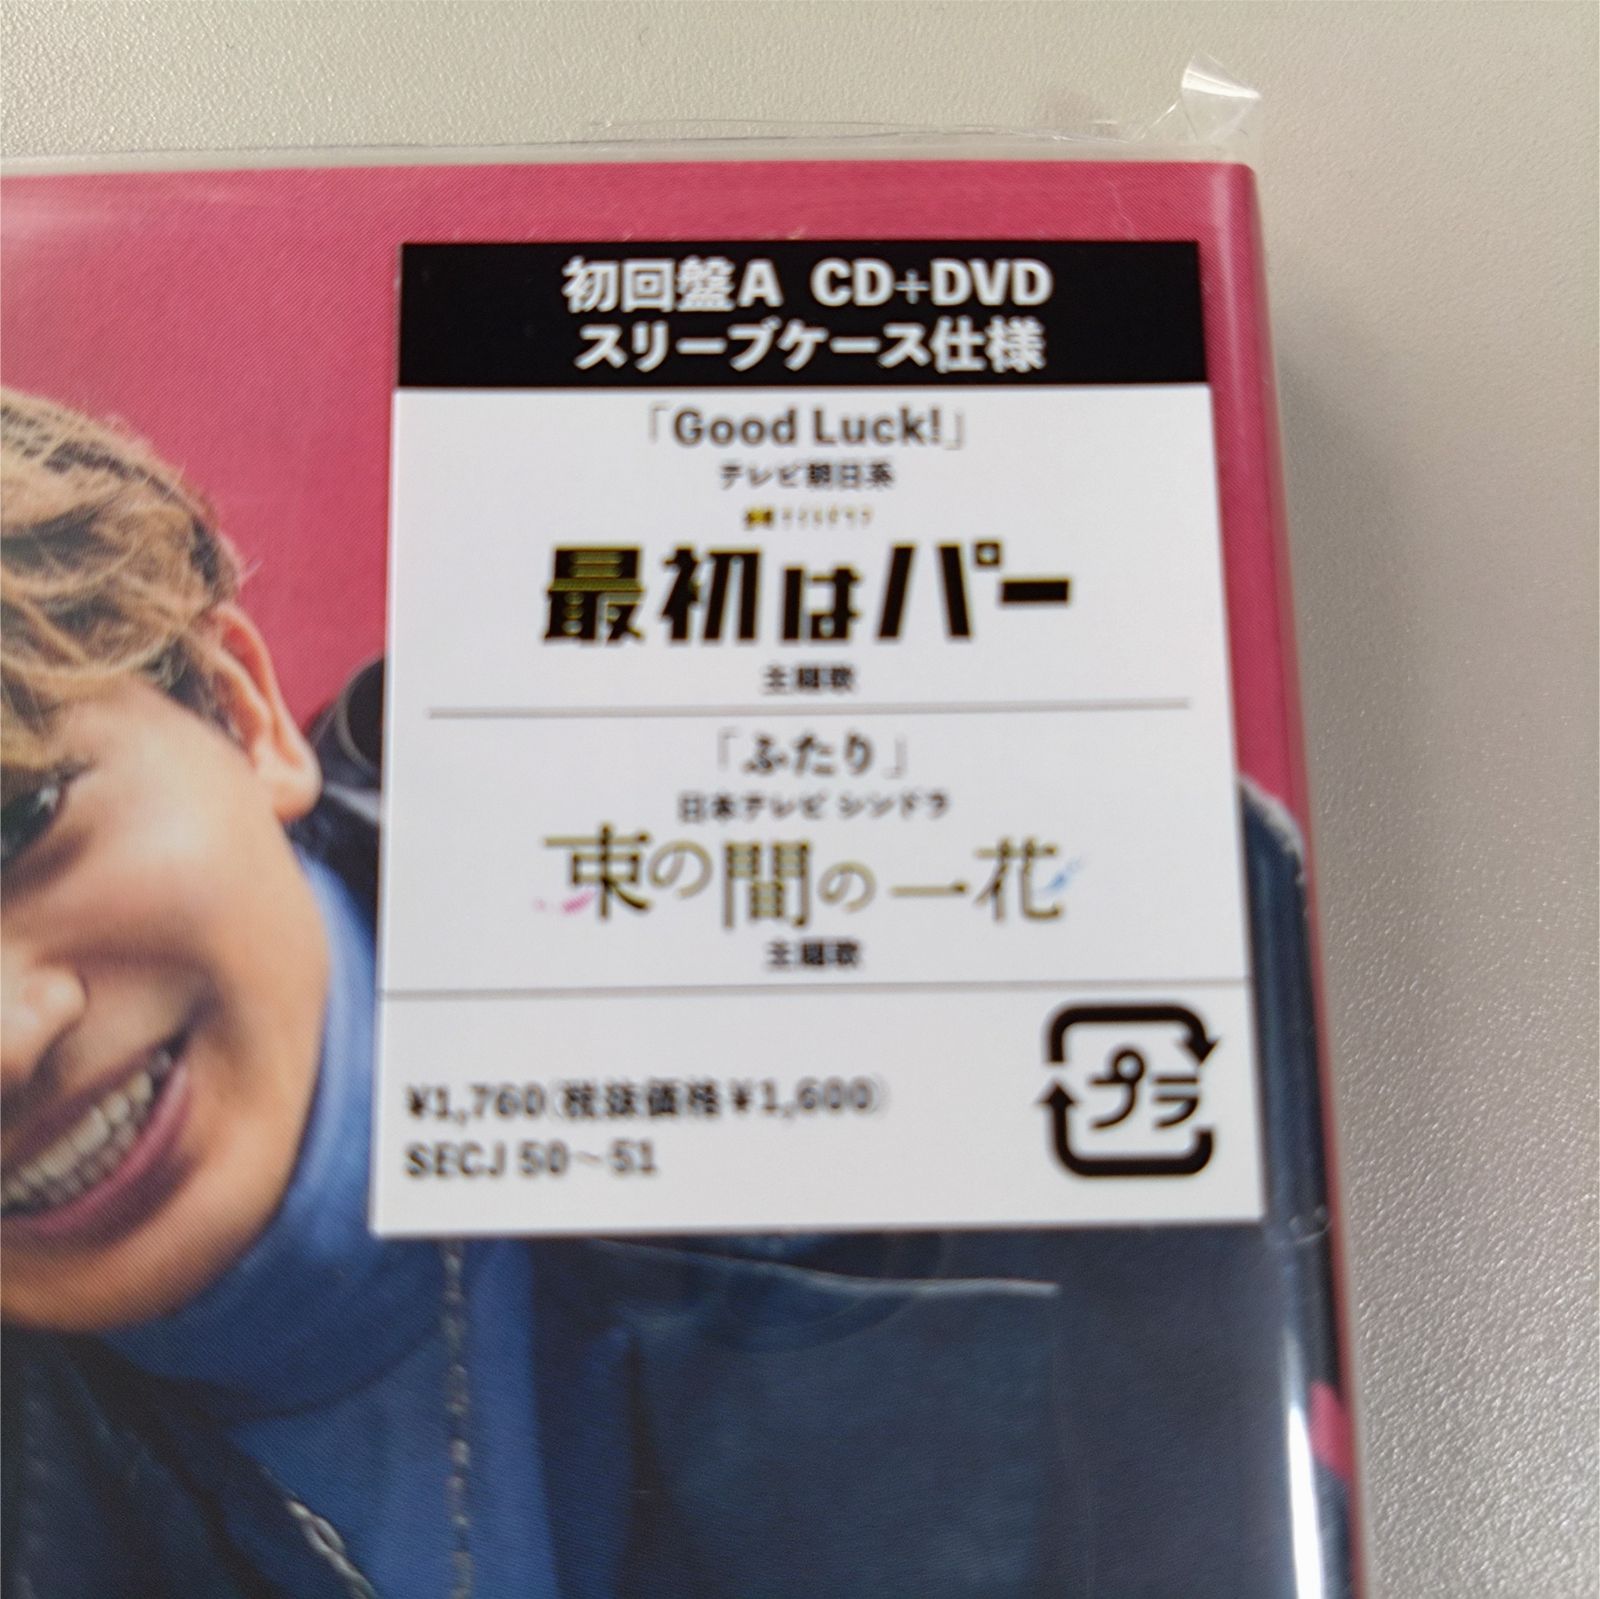 初回盤A CD+DVD
スリーブケース仕様
「Good Luck!」
テレビ朝日系
最初はパー
主題歌
「ふたり」
日本テレビ シンドラ
束の間の一花
主題歌
¥1,760(税抜価格¥1,600)
SECJ 50~51
プラ